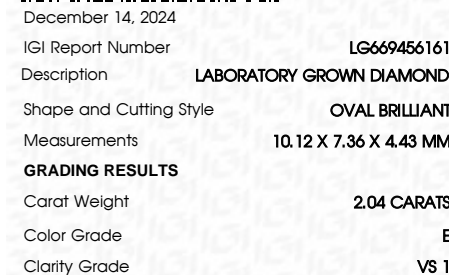 December 14, 2024
IGI Report Number LG669456161
Description LABORATORY GROWN DIAMOND
Shape and Cutting Style OVAL BRILLIANT
Measurements 10.12 X 7.36 X 4.43 MM
GRADING RESULTS
Carat Weight 2.04 CARATS
Color Grade E
Clarity Grade VS 1